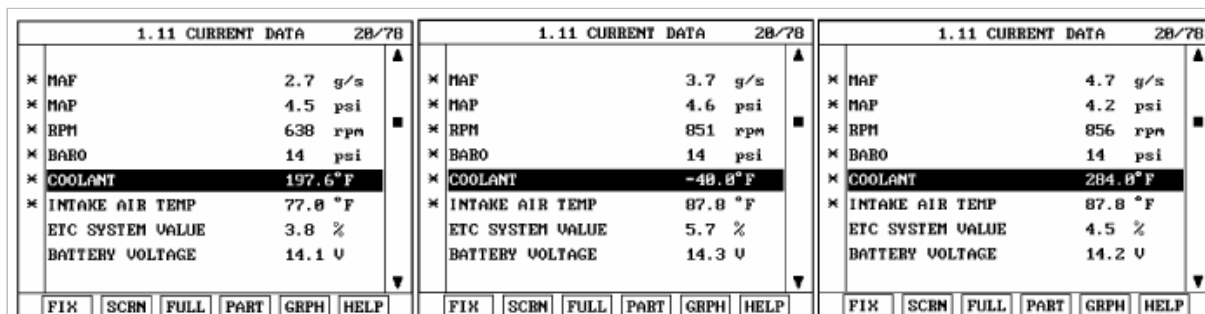 1.11 CURRENT DATA 20/78
* MAF 2.7 g/s
* MAP 4.5 psi
* RPM 638 rpm
* BARO 14 psi
* COOLANT 197.6°F
* INTAKE AIR TEMP 77.0 °F
ETC SYSTEM VALUE 3.8 %
BATTERY VOLTAGE 14.1 V
FIX SCRN FULL PART GRPH HELP
1.11 CURRENT DATA 20/78
* MAF 3.7 g/s
* MAP 4.6 psi
* RPM 851 rpm
* BARO 14 psi
* COOLANT -40.0°F
* INTAKE AIR TEMP 87.8 °F
ETC SYSTEM VALUE 5.7 %
BATTERY VOLTAGE 14.3 V
FIX SCRN FULL PART GRPH HELP
1.11 CURRENT DATA 20/78
* MAF 4.7 g/s
* MAP 4.2 psi
* RPM 856 rpm
* BARO 14 psi
* COOLANT 284.0°F
* INTAKE AIR TEMP 87.8 °F
ETC SYSTEM VALUE 4.5 %
BATTERY VOLTAGE 14.2 V
FIX SCRN FULL PART GRPH HELP